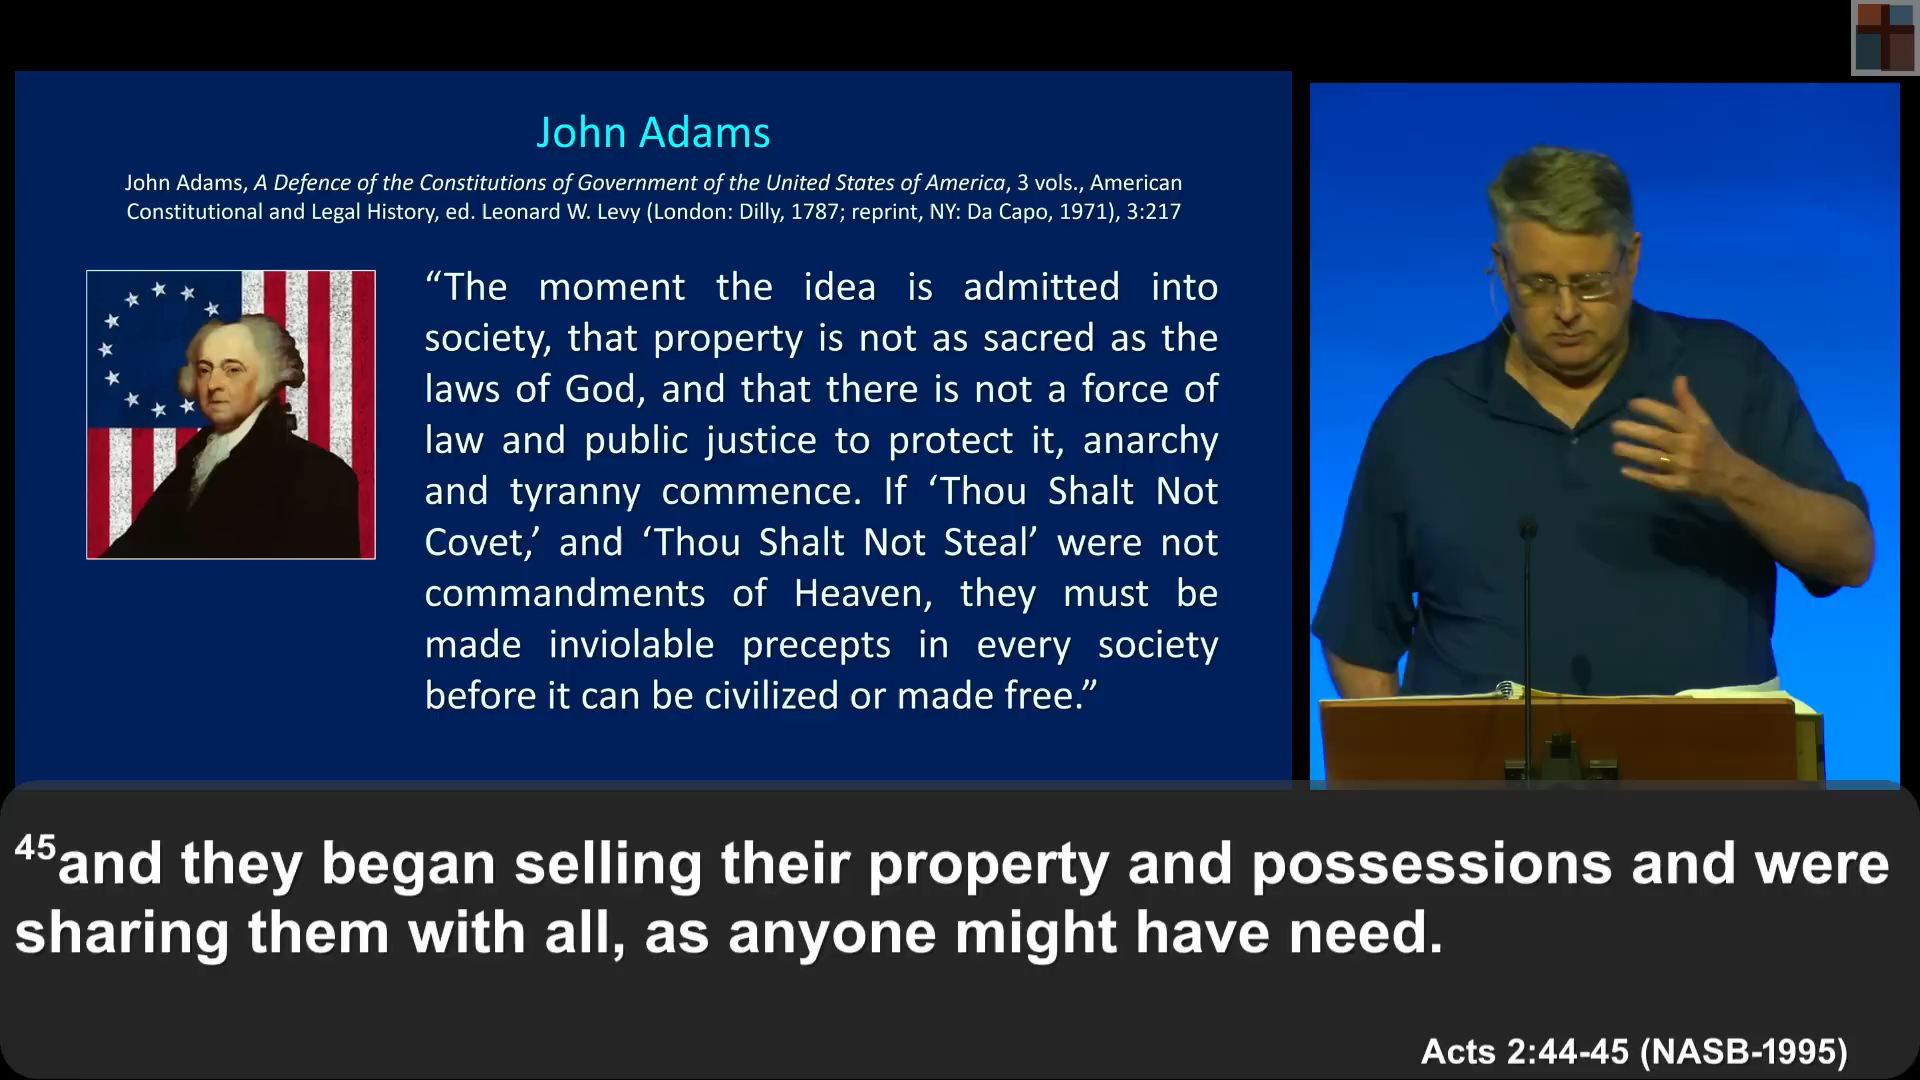 John Adams
John Adams, A Defence of the Constitutions of Government of the United States of America, 3 vols., American
Constitutional and Legal History, ed. Leonard W. Levy (London: Dilly, 1787; reprint, NY: Da Capo, 1971), 3:217
“The moment the idea is admitted into
society, that property is not as sacred as the
laws of God, and that there is not a force of
law and public justice to protect it, anarchy
and tyranny commence. If ‘Thou Shalt Not
Covet,’ and ‘Thou Shalt Not Steal’ were not
commandments of Heaven, they must be
made inviolable precepts in every society
before it can be civilized or made free.”
45and they began selling their property and possessions and were
sharing them with all, as anyone might have need.
Acts 2:44-45 (NASB-1995)